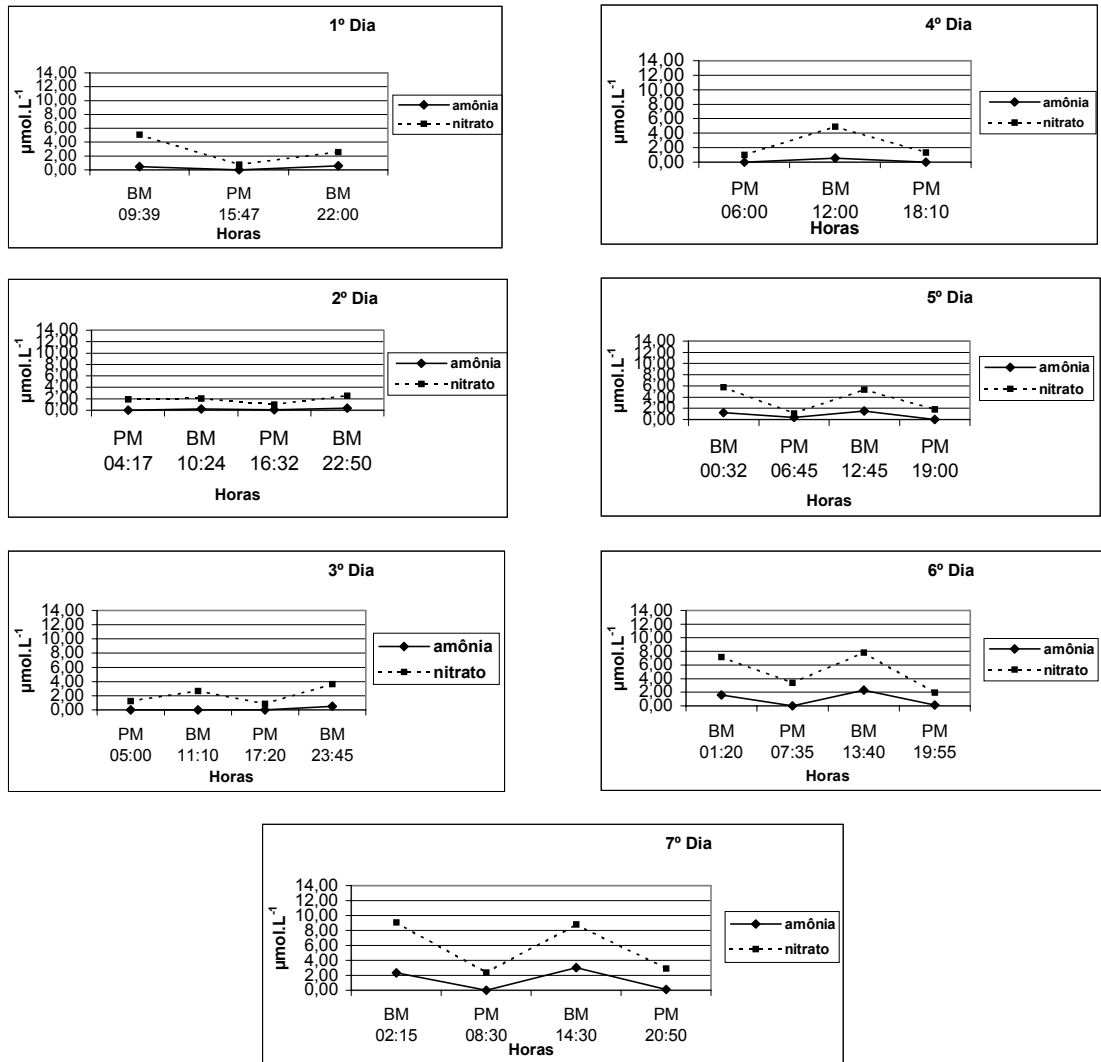 1º Dia
µmol.L-1
14,00
12,00
10,00
8,00
6,00
4,00
2,00
0,00
amônia
nitrato
BM PM BM
09:39 15:47 22:00
Horas
4º Dia
µmol.L-1
14,00
12,00
10,00
8,00
6,00
4,00
2,00
0,00
amônia
nitrato
PM BM PM
06:00 12:00 18:10
Horas
2º Dia
µmol.L-1
14,00
12,00
10,00
8,00
6,00
4,00
2,00
0,00
amônia
nitrato
PM BM PM BM
04:17 10:24 16:32 22:50
Horas
5º Dia
µmol.L-1
14,00
12,00
10,00
8,00
6,00
4,00
2,00
0,00
amônia
nitrato
BM PM BM PM
00:32 06:45 12:45 19:00
Horas
3º Dia
µmol.L-1
14,00
12,00
10,00
8,00
6,00
4,00
2,00
0,00
amônia
nitrato
PM BM PM BM
05:00 11:10 17:20 23:45
Horas
6º Dia
µmol.L-1
14,00
12,00
10,00
8,00
6,00
4,00
2,00
0,00
amônia
nitrato
BM PM BM PM
01:20 07:35 13:40 19:55
Horas
7º Dia
µmol.L-1
14,00
12,00
10,00
8,00
6,00
4,00
2,00
0,00
amônia
nitrato
BM PM BM PM
02:15 08:30 14:30 20:50
Horas